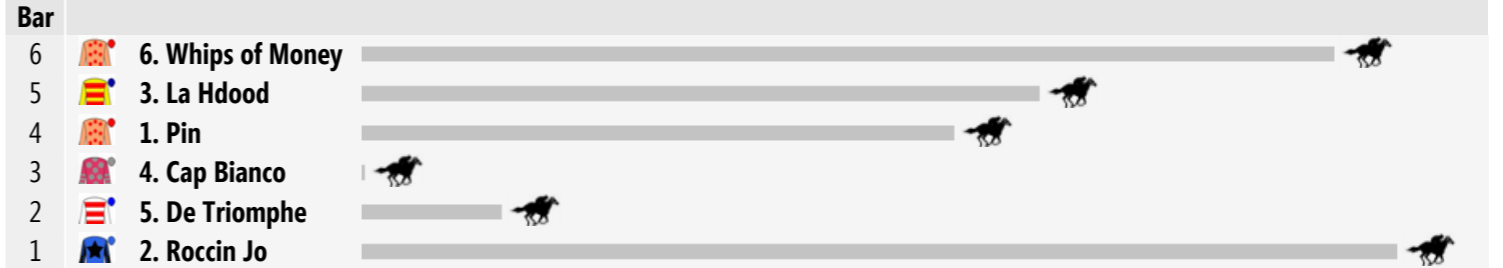 Bar
6 6. Whips of Money
5 3. La Hdood
4 1. Pin
3 4. Cap Bianco
2 5. De Triomphe
1 2. Roccin Jo